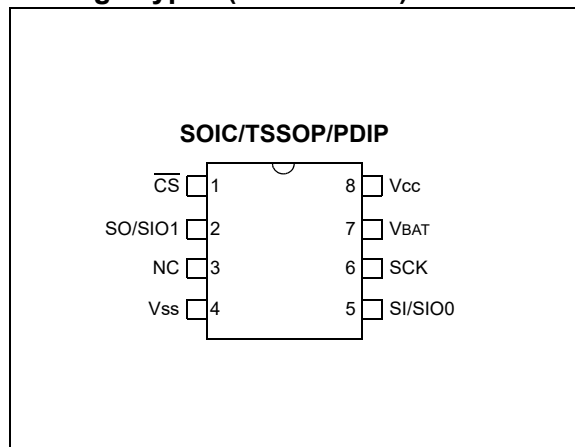 SOIC/TSSOP/PDIP
CS 1 8 Vcc
SO/SIO1 2 7 VBAT
NC 3 6 SCK
Vss 4 5 SI/SIO0